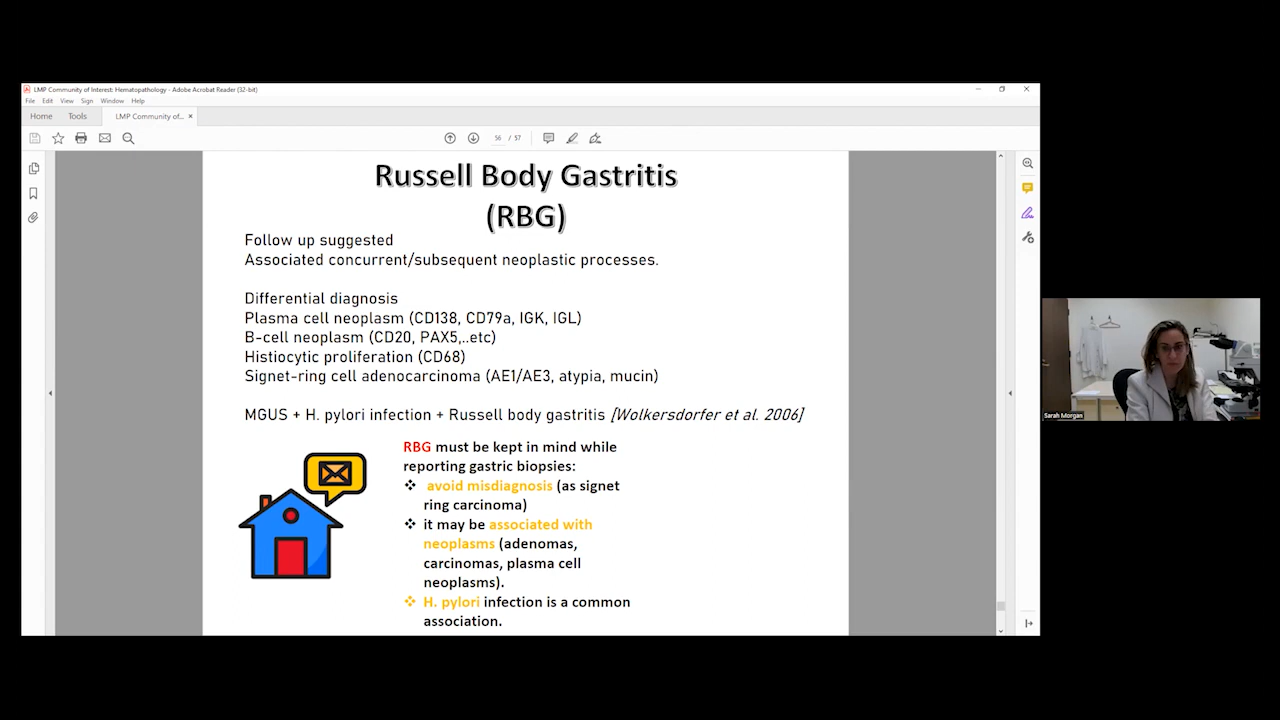 LMP Community of Interest: Hematopathology - Adobe Acrobat Reader (32-bit)
File Edit View Sign Window Help
Home Tools LMP Community of... ×
56 / 57
Russell Body Gastritis
(RBG)
Follow up suggested
Associated concurrent/subsequent neoplastic processes.
Differential diagnosis
Plasma cell neoplasm (CD138, CD79a, IGK, IGL)
B-cell neoplasm (CD20, PAX5,..etc)
Histiocytic proliferation (CD68)
Signet-ring cell adenocarcinoma (AE1/AE3, atypia, mucin)
MGUS + H. pylori infection + Russell body gastritis [Wolkersdorfer et al. 2006]
RBG must be kept in mind while
reporting gastric biopsies:
❖ avoid misdiagnosis (as signet
ring carcinoma)
❖ it may be associated with
neoplasms (adenomas,
carcinomas, plasma cell
neoplasms).
❖ H. pylori infection is a common
association.
Sarah Morgan